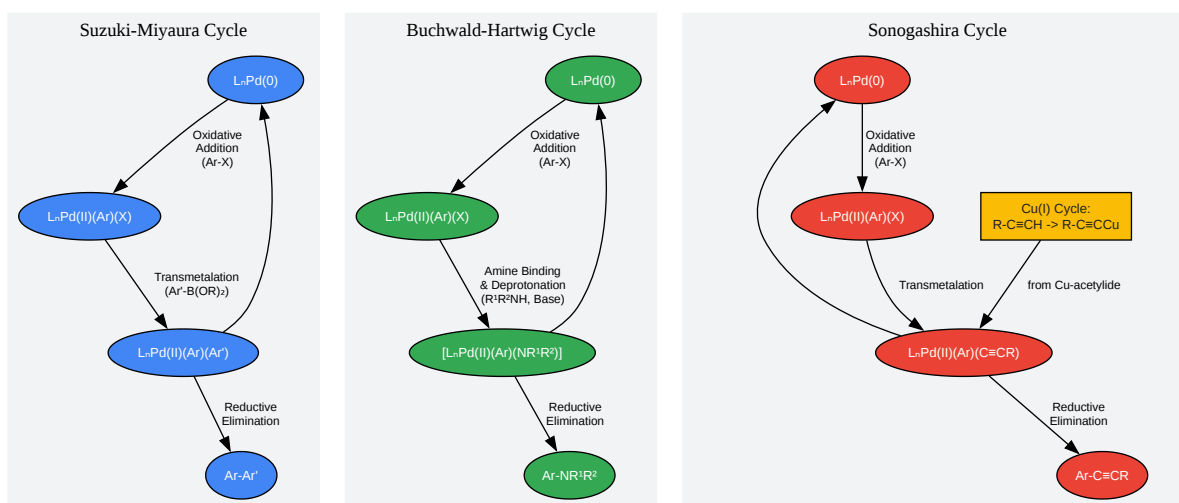 Suzuki-Miyaura Cycle
LₙPd(0)
Oxidative
Addition
(Ar-X)
LₙPd(II)(Ar)(X)
Transmetalation
(Ar'-B(OR)₂)
LₙPd(II)(Ar)(Ar')
Reductive
Elimination
Ar-Ar'
Buchwald-Hartwig Cycle
LₙPd(0)
Oxidative
Addition
(Ar-X)
LₙPd(II)(Ar)(X)
Amine Binding
& Deprotonation
(R¹R²NH, Base)
[LₙPd(II)(Ar)(NR¹R²)]
Reductive
Elimination
Ar-NR¹R²
Sonogashira Cycle
LₙPd(0)
Oxidative
Addition
(Ar-X)
LₙPd(II)(Ar)(X)
Cu(I) Cycle:
R-C≡CH -> R-C≡CCu
Transmetalation
from Cu-acetylide
LₙPd(II)(Ar)(C≡CR)
Reductive
Elimination
Ar-C≡CR